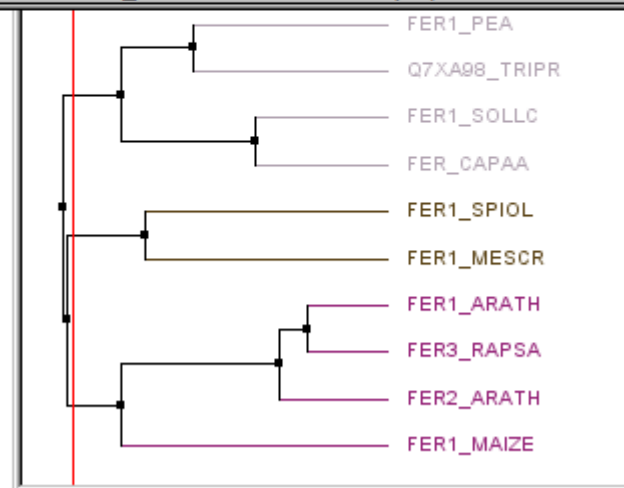 FER1_PEA
Q7XA98_TRIPR
FER1_SOLLC
FER_CAPAA
FER1_SPIOL
FER1_MESCR
FER1_ARATH
FER3_RAPSA
FER2_ARATH
FER1_MAIZE